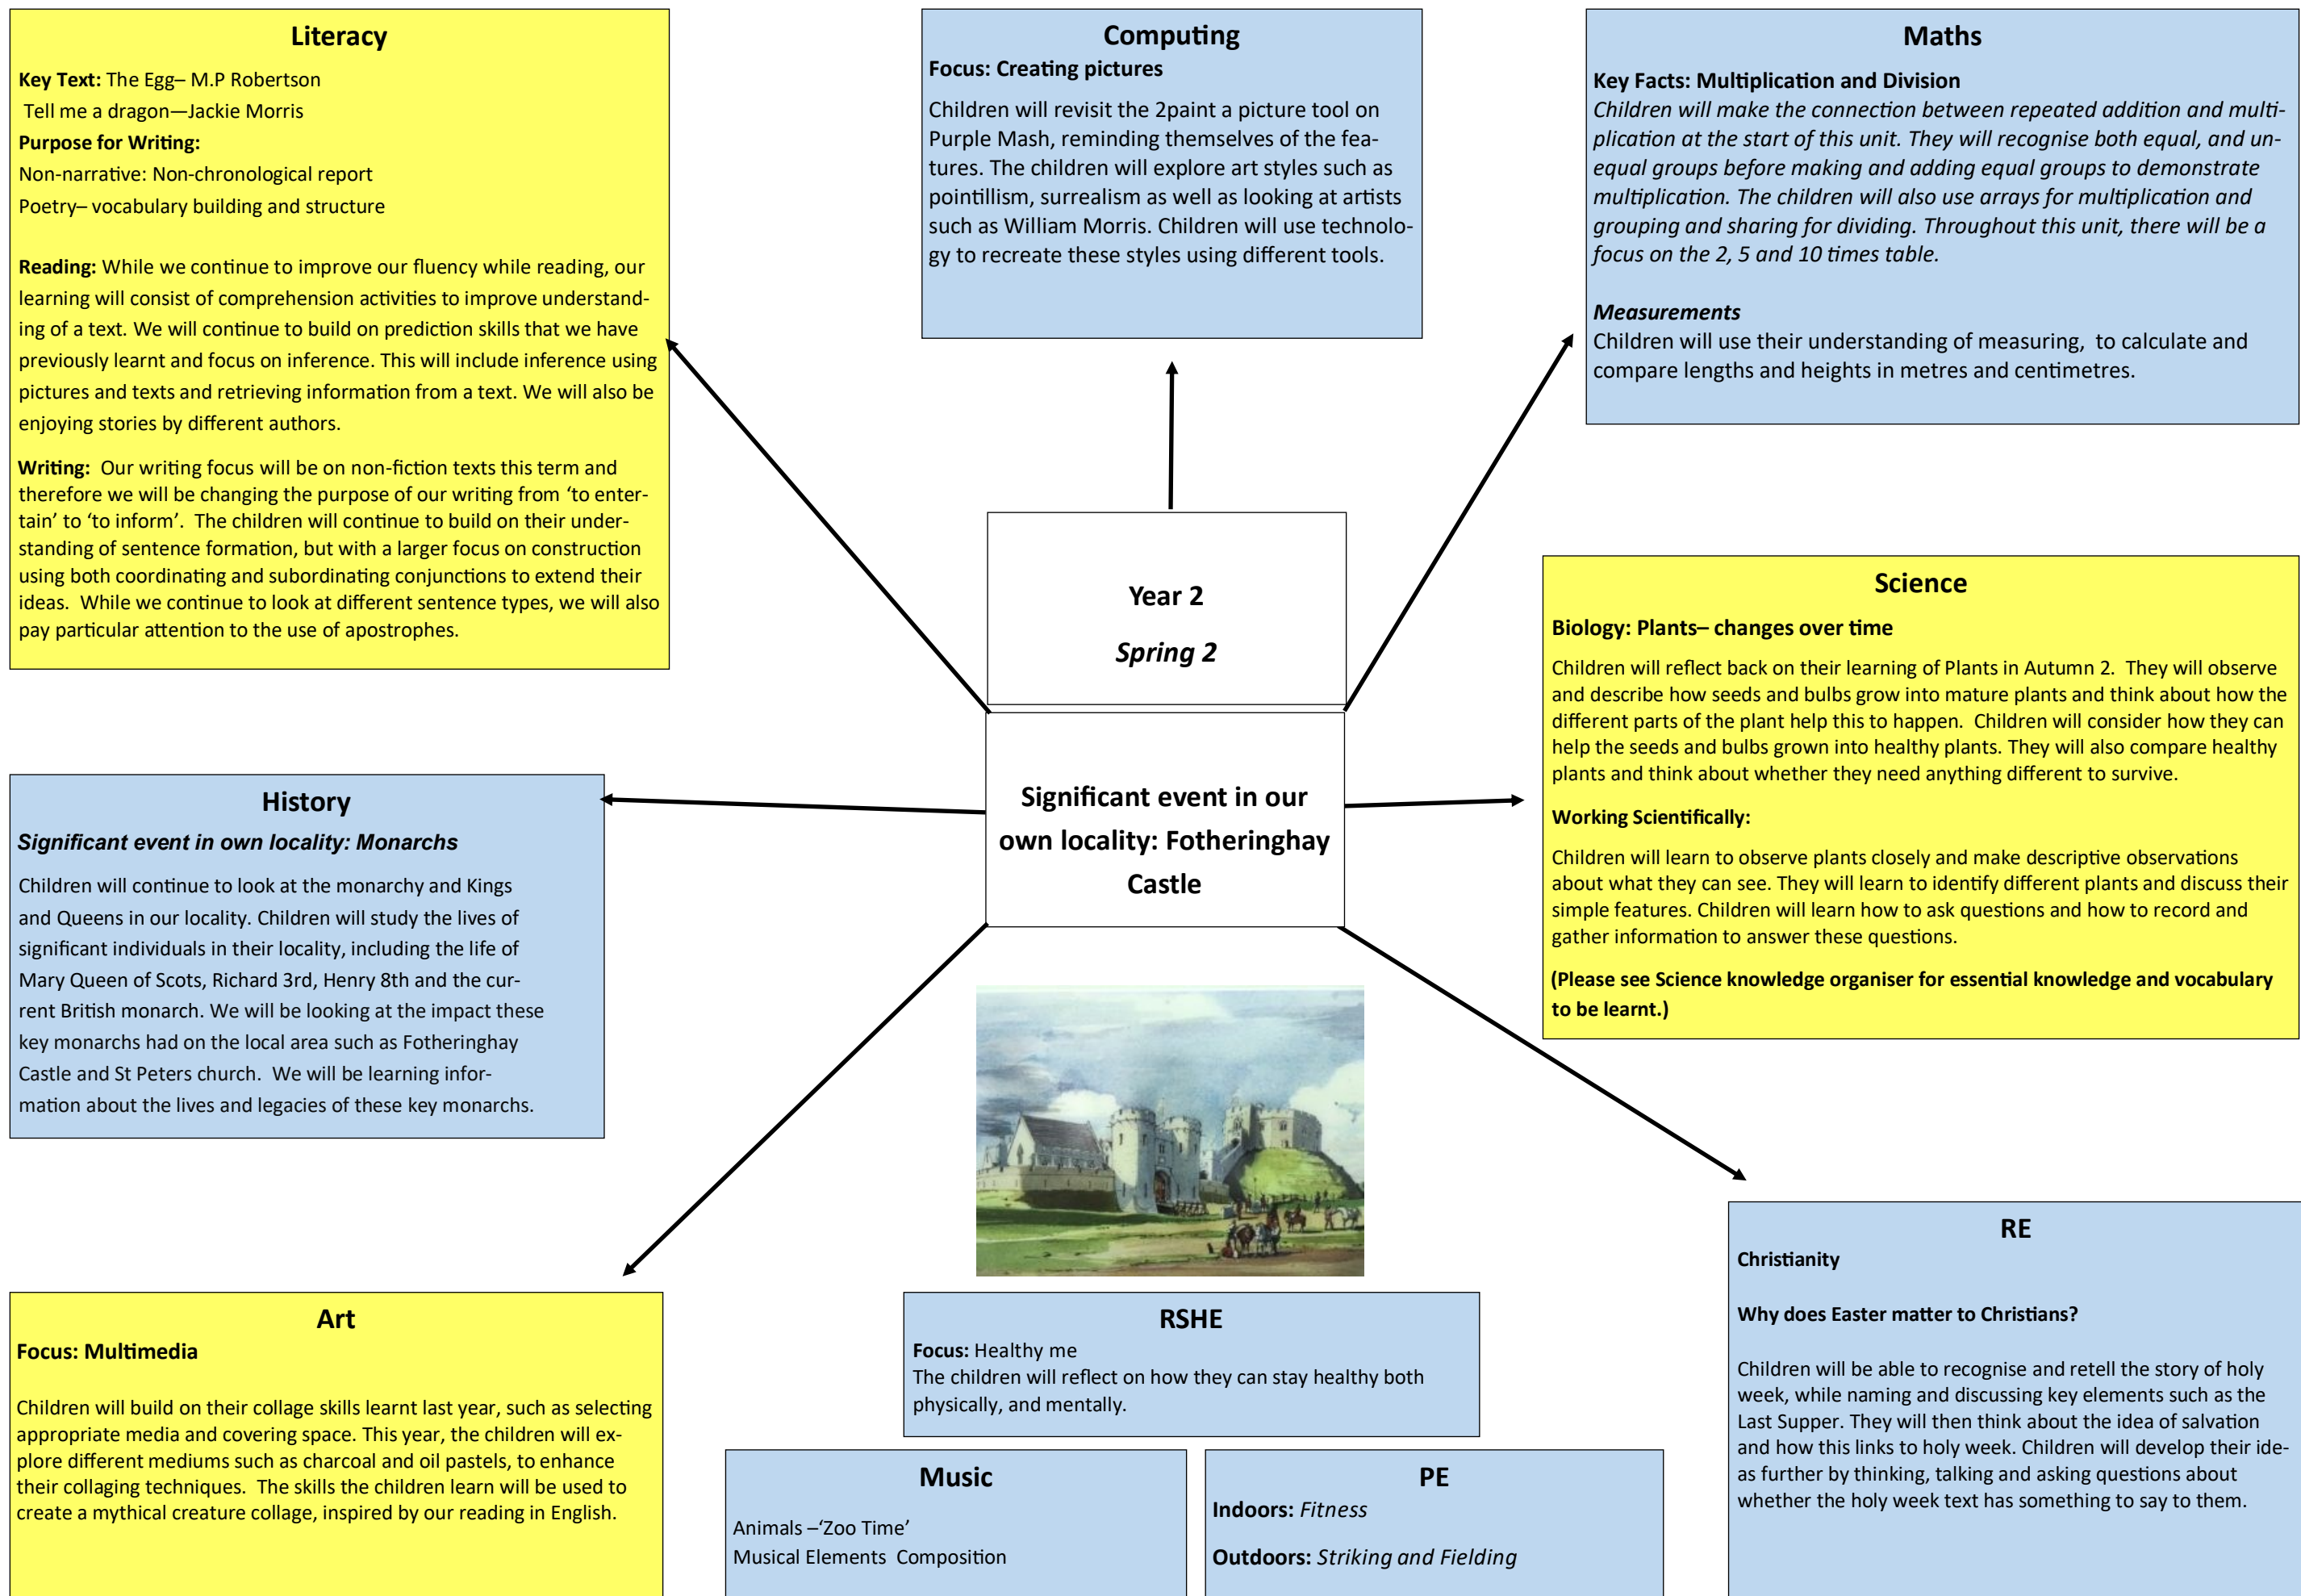 Literacy
Key Text: The Egg– M.P Robertson
Tell me a dragon—Jackie Morris
Purpose for Writing:
Non-narrative: Non-chronological report
Poetry– vocabulary building and structure
Reading: While we continue to improve our fluency while reading, our
learning will consist of comprehension activities to improve understand-
ing of a text. We will continue to build on prediction skills that we have
previously learnt and focus on inference. This will include inference using
pictures and texts and retrieving information from a text. We will also be
enjoying stories by different authors.
Writing: Our writing focus will be on non-fiction texts this term and
therefore we will be changing the purpose of our writing from ‘to enter-
tain’ to ‘to inform’. The children will continue to build on their under-
standing of sentence formation, but with a larger focus on construction
using both coordinating and subordinating conjunctions to extend their
ideas. While we continue to look at different sentence types, we will also
pay particular attention to the use of apostrophes.
Computing
Focus: Creating pictures
Children will revisit the 2paint a picture tool on
Purple Mash, reminding themselves of the fea-
tures. The children will explore art styles such as
pointillism, surrealism as well as looking at artists
such as William Morris. Children will use technolo-
gy to recreate these styles using different tools.
Maths
Key Facts: Multiplication and Division
Children will make the connection between repeated addition and multi-
plication at the start of this unit. They will recognise both equal, and un-
equal groups before making and adding equal groups to demonstrate
multiplication. The children will also use arrays for multiplication and
grouping and sharing for dividing. Throughout this unit, there will be a
focus on the 2, 5 and 10 times table.
Measurements
Children will use their understanding of measuring, to calculate and
compare lengths and heights in metres and centimetres.
Year 2
Spring 2
Significant event in our
own locality: Fotheringhay
Castle
Science
Biology: Plants– changes over time
Children will reflect back on their learning of Plants in Autumn 2. They will observe
and describe how seeds and bulbs grow into mature plants and think about how the
different parts of the plant help this to happen. Children will consider how they can
help the seeds and bulbs grown into healthy plants. They will also compare healthy
plants and think about whether they need anything different to survive.
Working Scientifically:
Children will learn to observe plants closely and make descriptive observations
about what they can see. They will learn to identify different plants and discuss their
simple features. Children will learn how to ask questions and how to record and
gather information to answer these questions.
(Please see Science knowledge organiser for essential knowledge and vocabulary
to be learnt.)
History
Significant event in own locality: Monarchs
Children will continue to look at the monarchy and Kings
and Queens in our locality. Children will study the lives of
significant individuals in their locality, including the life of
Mary Queen of Scots, Richard 3rd, Henry 8th and the cur-
rent British monarch. We will be looking at the impact these
key monarchs had on the local area such as Fotheringhay
Castle and St Peters church. We will be learning infor-
mation about the lives and legacies of these key monarchs.
Art
Focus: Multimedia
Children will build on their collage skills learnt last year, such as selecting
appropriate media and covering space. This year, the children will ex-
plore different mediums such as charcoal and oil pastels, to enhance
their collaging techniques. The skills the children learn will be used to
create a mythical creature collage, inspired by our reading in English.
RSHE
Focus: Healthy me
The children will reflect on how they can stay healthy both
physically, and mentally.
Music
Animals –‘Zoo Time’
Musical Elements Composition
PE
Indoors: Fitness
Outdoors: Striking and Fielding
RE
Christianity
Why does Easter matter to Christians?
Children will be able to recognise and retell the story of holy
week, while naming and discussing key elements such as the
Last Supper. They will then think about the idea of salvation
and how this links to holy week. Children will develop their ide-
as further by thinking, talking and asking questions about
whether the holy week text has something to say to them.